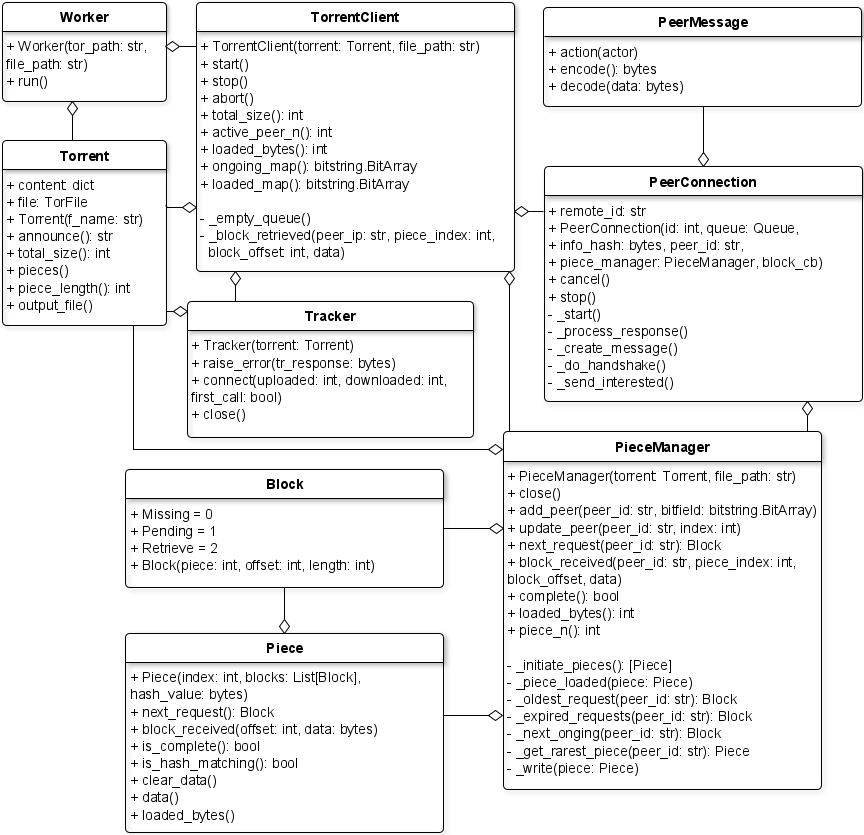 Worker
+ Worker(tor_path: str,
file_path: str)
+ run()
TorrentClient
+ TorrentClient(torrent: Torrent, file_path: str)
+ start()
+ stop()
+ abort()
+ total_size(): int
+ active_peer_n(): int
+ loaded_bytes(): int
+ ongoing_map(): bitstring.BitArray
+ loaded_map(): bitstring.BitArray
- _empty_queue()
- _block_retrieved(peer_ip: str, piece_index: int,
block_offset: int, data)
PeerMessage
+ action(actor)
+ encode(): bytes
+ decode(data: bytes)
Torrent
+ content: dict
+ file: TorFile
+ Torrent(f_name: str)
+ announce(): str
+ total_size(): int
+ pieces()
+ piece_length(): int
+ output_file()
PeerConnection
+ remote_id: str
+ PeerConnection(id: int, queue: Queue,
+ info_hash: bytes, peer_id: str,
+ piece_manager: PieceManager, block_cb)
+ cancel()
+ stop()
- _start()
- _process_response()
- _create_message()
- _do_handshake()
- _send_interested()
Tracker
+ Tracker(torrent: Torrent)
+ raise_error(tr_response: bytes)
+ connect(uploaded: int, downloaded: int,
first_call: bool)
+ close()
PieceManager
+ PieceManager(torrent: Torrent, file_path: str)
+ close()
+ add_peer(peer_id: str, bitfield: bitstring.BitArray)
+ update_peer(peer_id: str, index: int)
+ next_request(peer_id: str): Block
+ block_received(peer_id: str, piece_index: int,
block_offset, data)
+ complete(): bool
+ loaded_bytes(): int
+ piece_n(): int
- _initiate_pieces(): [Piece]
- _piece_loaded(piece: Piece)
- _oldest_request(peer_id: str): Block
- _expired_requests(peer_id: str): Block
- _next_onging(peer_id: str): Block
- _get_rarest_piece(peer_id: str): Piece
- _write(piece: Piece)
Block
+ Missing = 0
+ Pending = 1
+ Retrieve = 2
+ Block(piece: int, offset: int, length: int)
Piece
+ Piece(index: int, blocks: List[Block],
hash_value: bytes)
+ next_request(): Block
+ block_received(offset: int, data: bytes)
+ is_complete(): bool
+ is_hash_matching(): bool
+ clear_data()
+ data()
+ loaded_bytes()